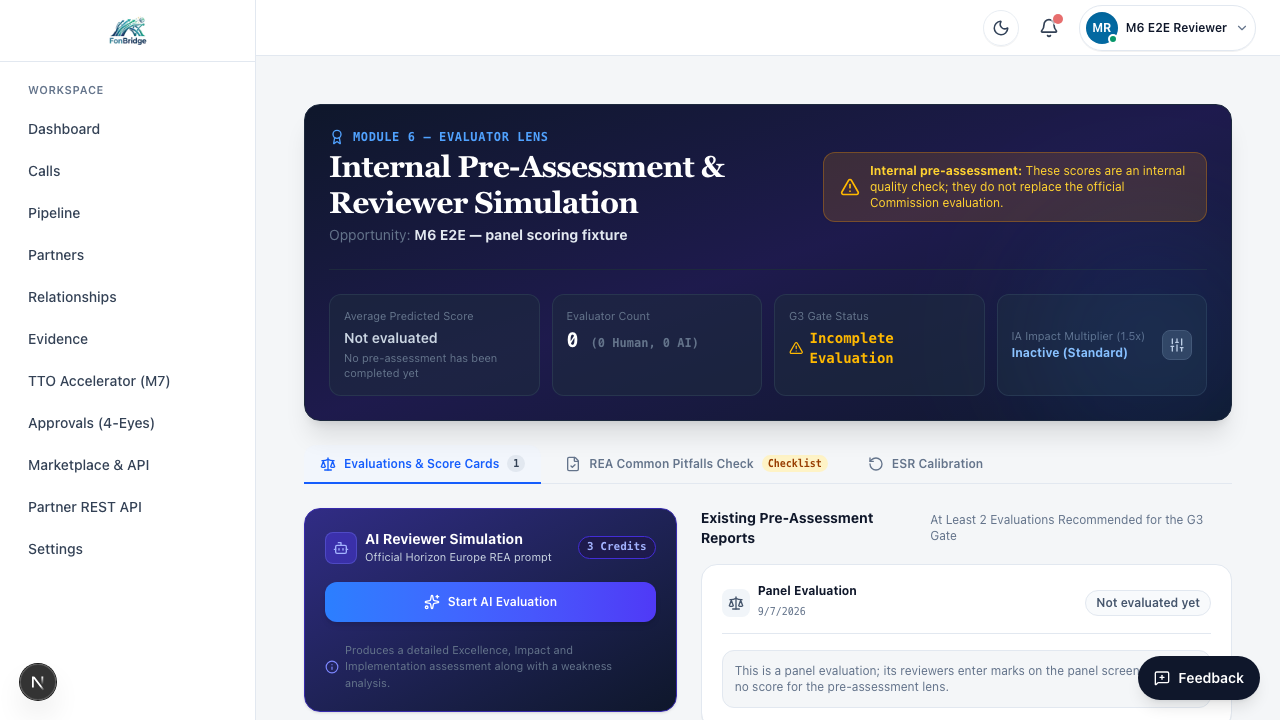 FonBridge
WORKSPACE
Dashboard
Calls
Pipeline
Partners
Relationships
Evidence
TTO Accelerator (M7)
Approvals (4-Eyes)
Marketplace & API
Partner REST API
Settings
N
MR
M6 E2E Reviewer
MODULE 6 — EVALUATOR LENS
Internal Pre-Assessment &
Reviewer Simulation
Opportunity: M6 E2E — panel scoring fixture
Internal pre-assessment: These scores are an internal
quality check; they do not replace the official
Commission evaluation.
Average Predicted Score
Not evaluated
No pre-assessment has been
completed yet
Evaluator Count
0 (0 Human, 0 AI)
G3 Gate Status
Incomplete
Evaluation
IA Impact Multiplier (1.5x)
Inactive (Standard)
Evaluations & Score Cards 1
REA Common Pitfalls Check Checklist
ESR Calibration
AI Reviewer Simulation
Official Horizon Europe REA prompt
3 Credits
Start AI Evaluation
Produces a detailed Excellence, Impact and
Implementation assessment along with a weakness
analysis.
Existing Pre-Assessment
Reports
At Least 2 Evaluations Recommended for the G3
Gate
Panel Evaluation
9/7/2026
Not evaluated yet
This is a panel evaluation; its reviewers enter marks on the panel screen
no score for the pre-assessment lens.
Feedback